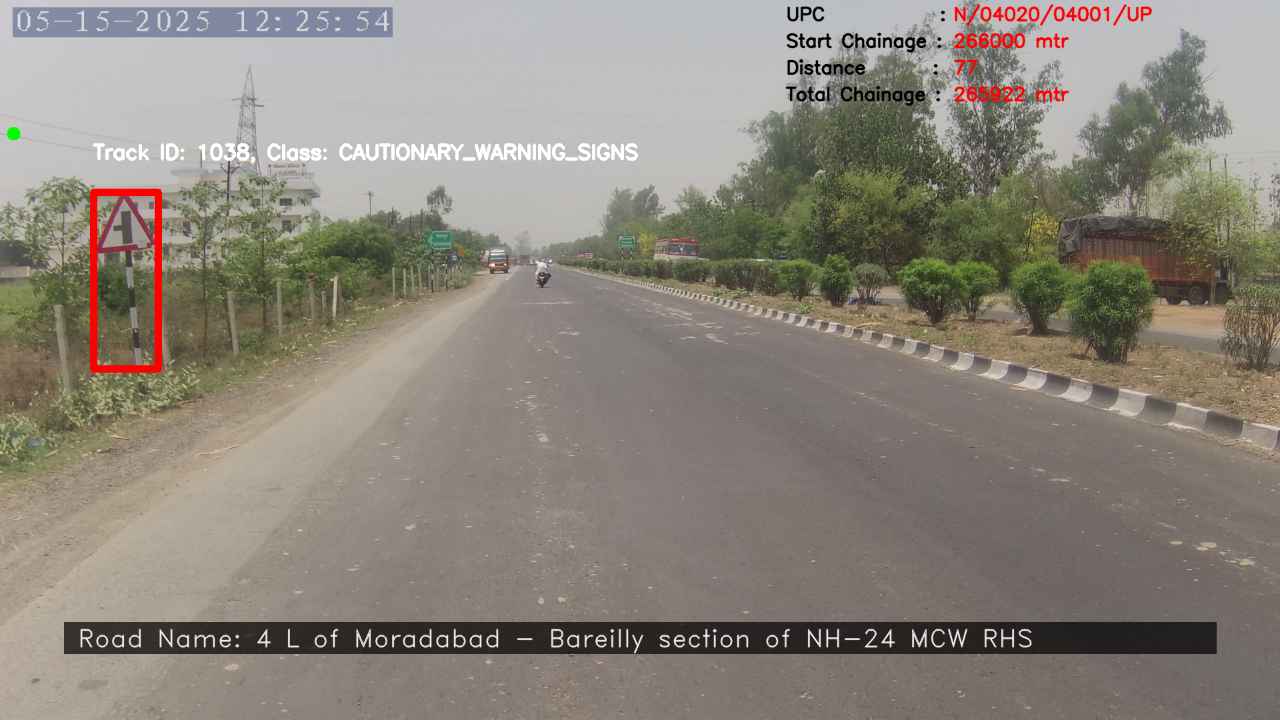 05-15-2025 12:25:54
UPC : N/04020/04001/UP
Start Chainage : 266000 mtr
Distance : 77
Total Chainage : 265922 mtr
Track ID: 1038, Class: CAUTIONARY_WARNING_SIGNS
Road Name: 4 L of Moradabad - Bareilly section of NH-24 MCW RHS